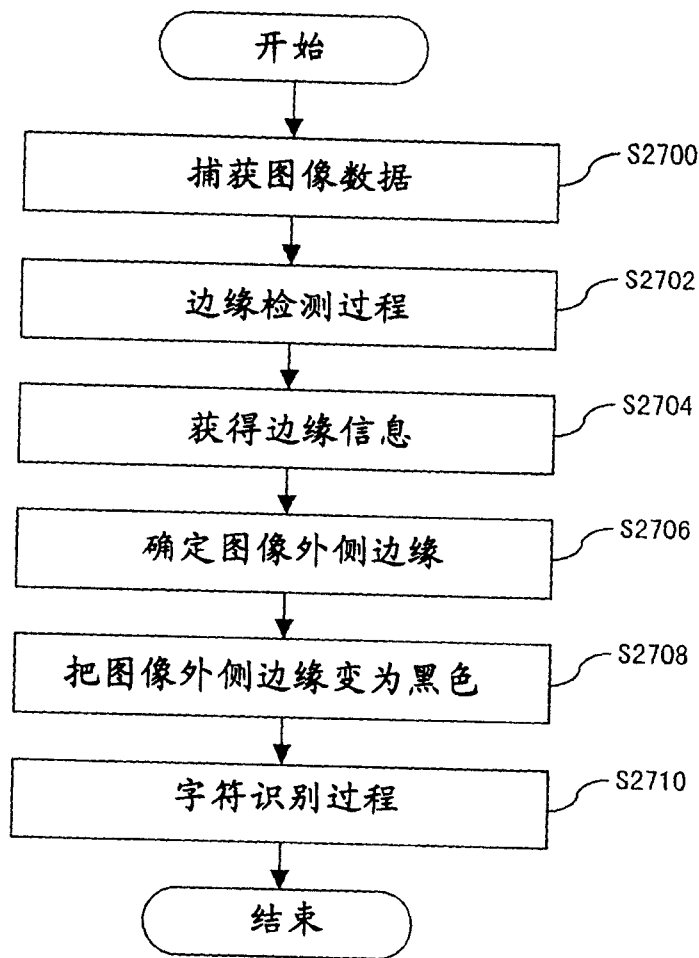 开始
捕获图像数据
S2700
边缘检测过程
S2702
获得边缘信息
S2704
确定图像外侧边缘
S2706
把图像外侧边缘变为黑色
S2708
字符识别过程
S2710
结束